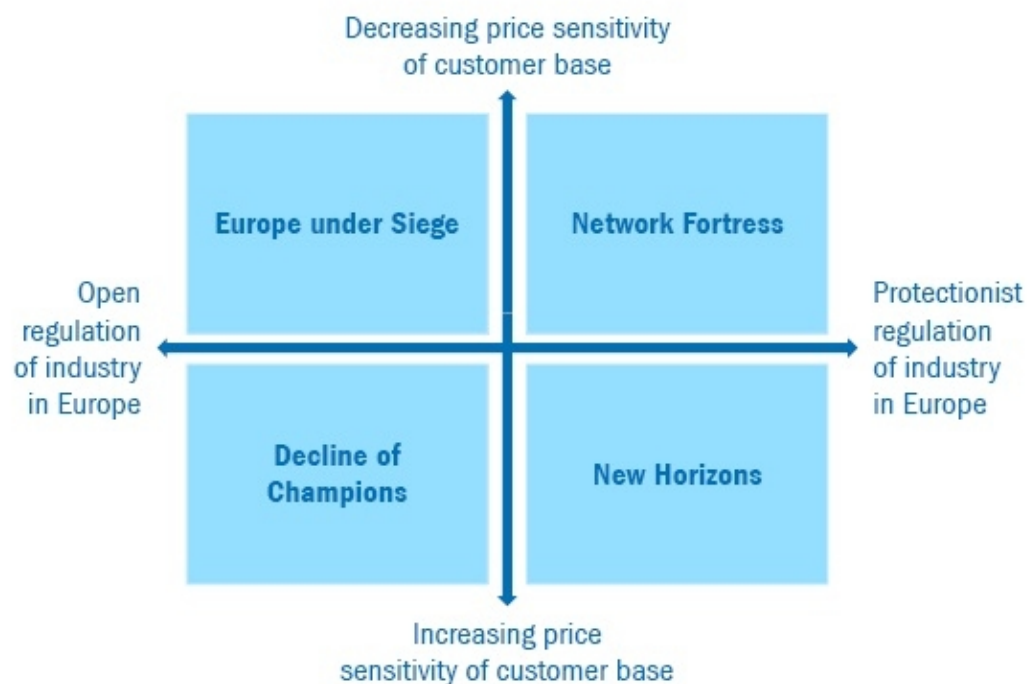 Decreasing price sensitivity
of customer base
Europe under Siege
Network Fortress
Open
regulation
of industry
in Europe
Protectionist
regulation
of industry
in Europe
Decline of
Champions
New Horizons
Increasing price
sensitivity of customer base